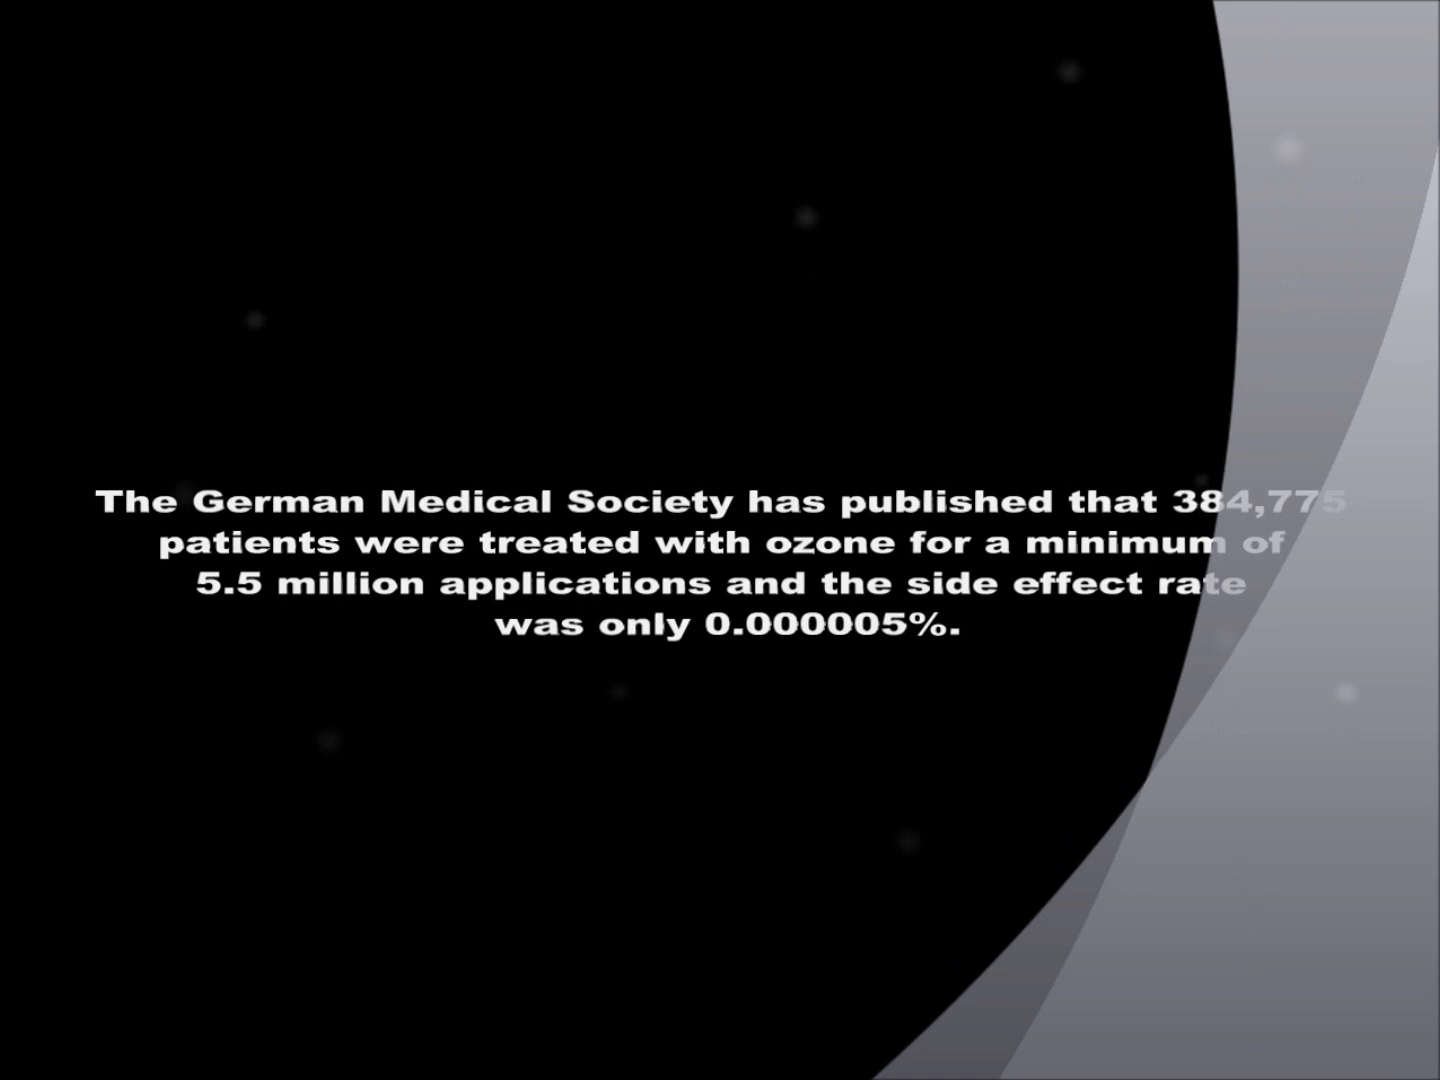 The German Medical Society has published that 384,775
patients were treated with ozone for a minimum of
5.5 million applications and the side effect rate
was only 0.000005%.